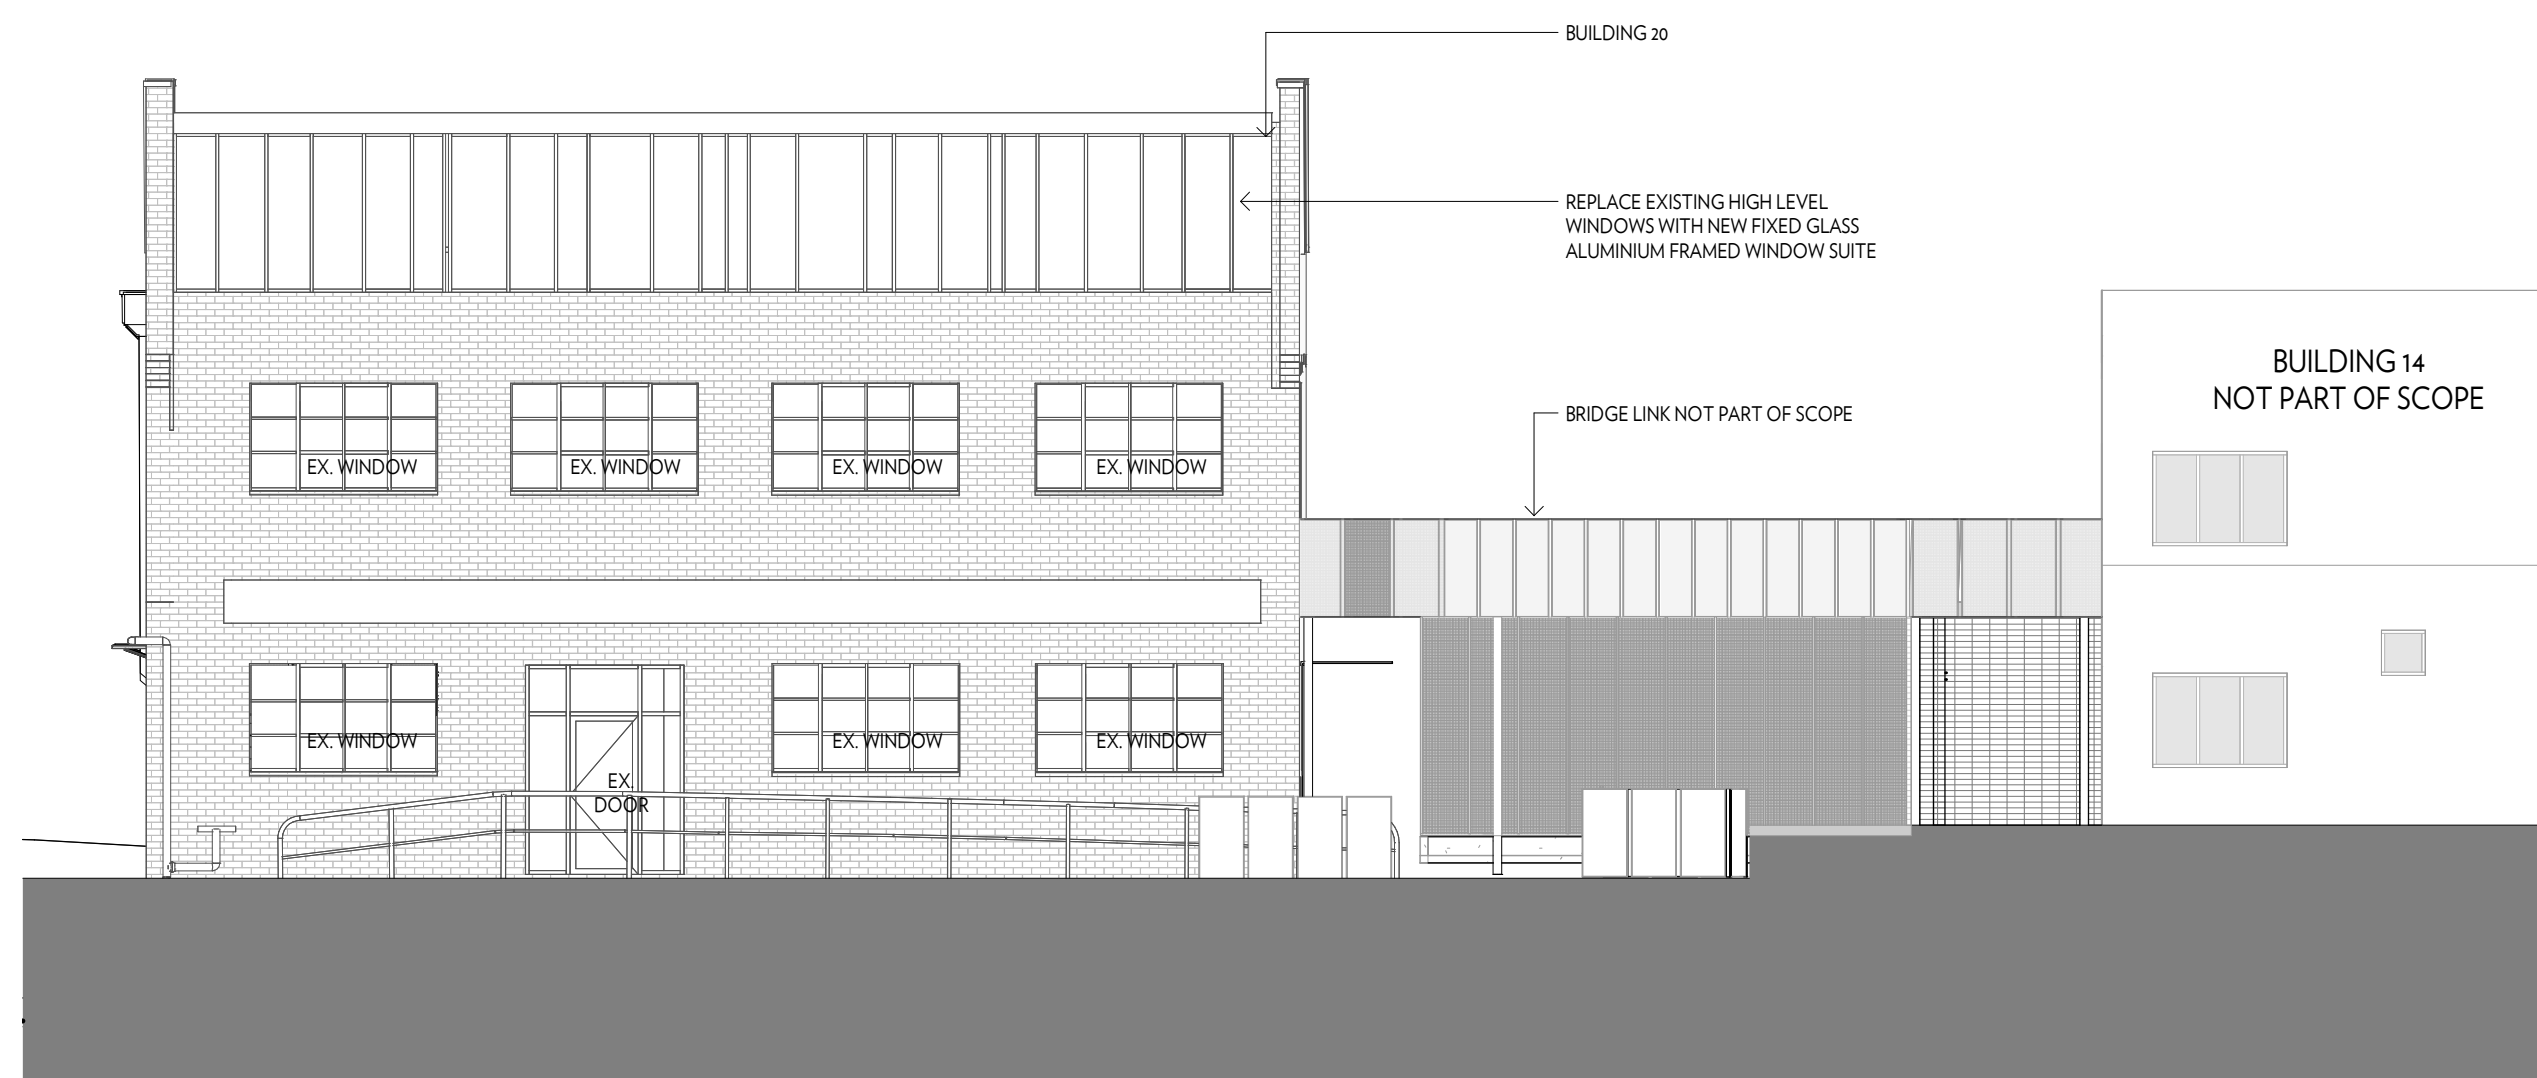 BUILDING 20
REPLACE EXISTING HIGH LEVEL
WINDOWS WITH NEW FIXED GLASS
ALUMINIUM FRAMED WINDOW SUITE
BUILDING 14
NOT PART OF SCOPE
BRIDGE LINK NOT PART OF SCOPE
EX. WINDOW
EX. WINDOW
EX. WINDOW
EX. WINDOW
EX. WINDOW
EX. WINDOW
EX. WINDOW
EX.
DOOR